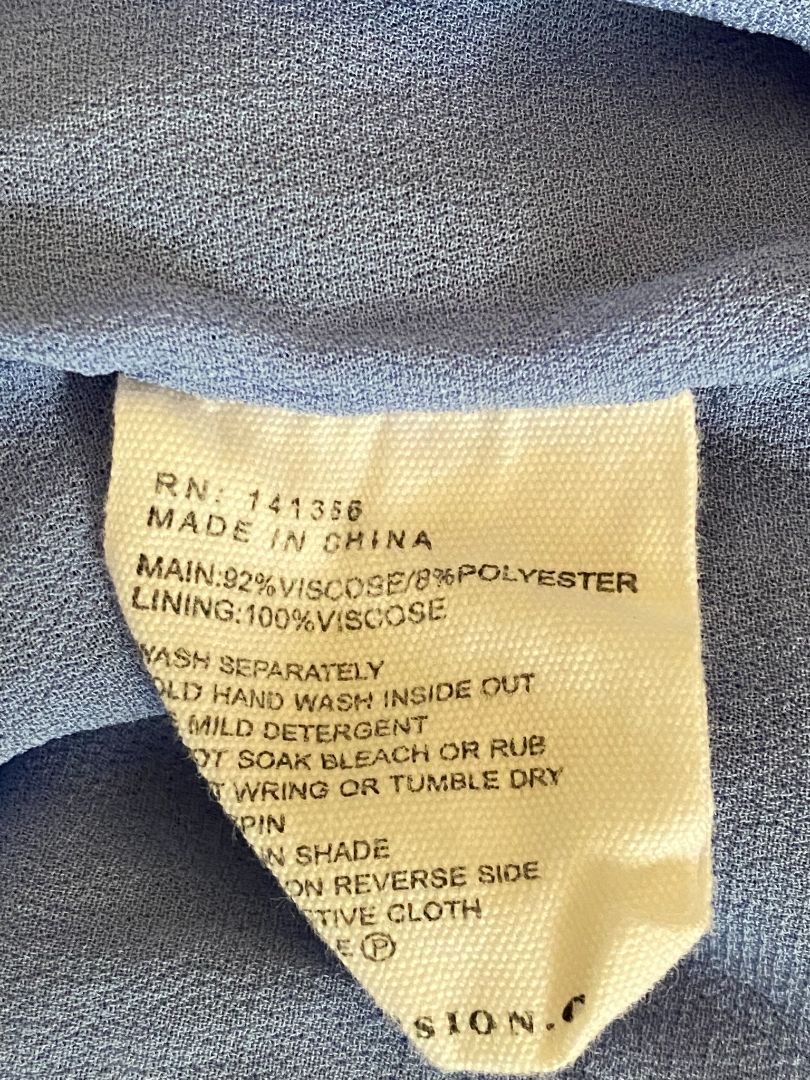 RN: 141356
MADE IN CHINA
MAIN:92%VISCOSE/8%POLYESTER
LINING:100%VISCOSE
WASH SEPARATELY
OLD HAND WASH INSIDE OUT
MILD DETERGENT
OT SOAK BLEACH OR RUB
T WRING OR TUMBLE DRY
PIN
N SHADE
ON REVERSE SIDE
CTIVE CLOTH
E Ⓟ
SION.C